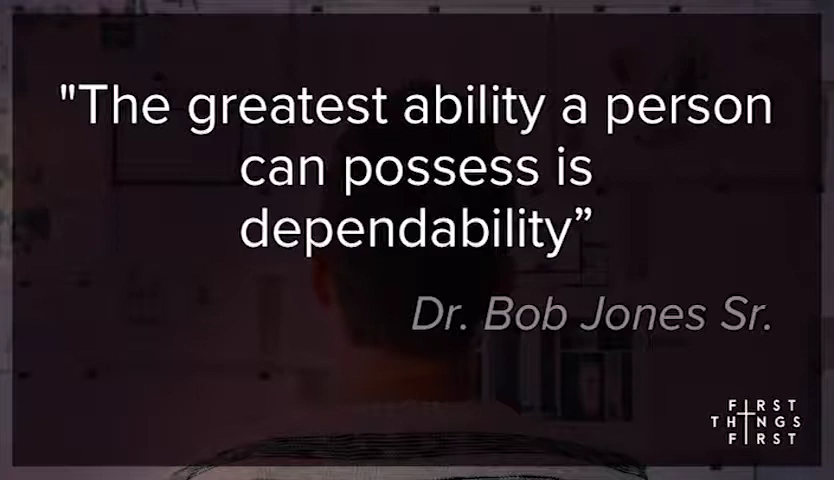 "The greatest ability a person
can possess is
dependability”
Dr. Bob Jones Sr.
FIRST
THINGS
FIRST